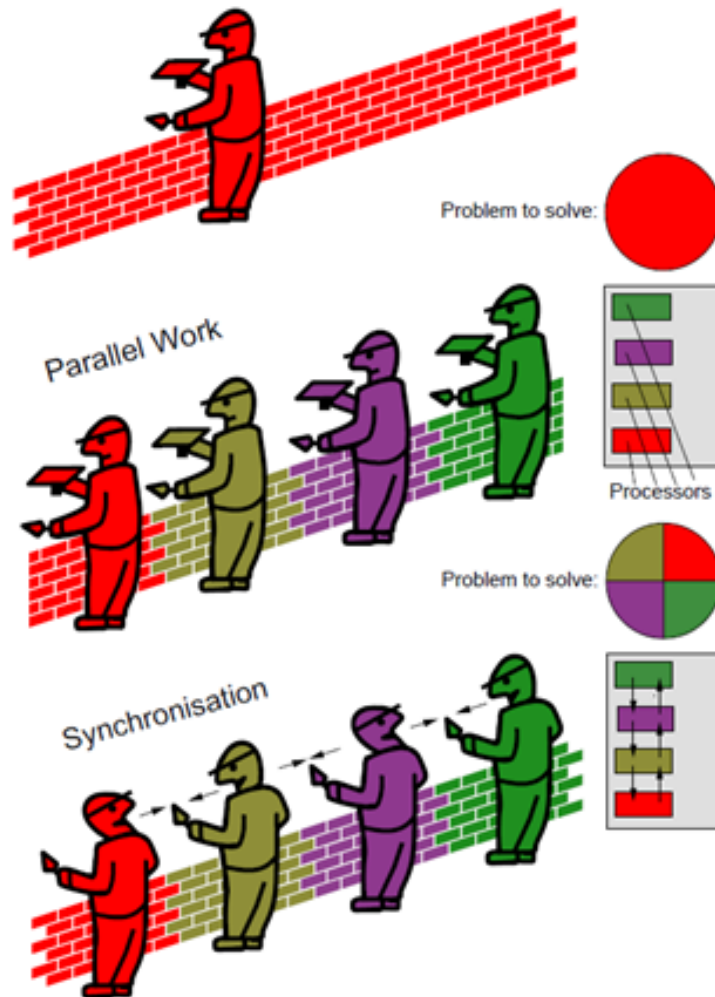 Problem to solve:
Parallel Work
Processors
Problem to solve:
Synchronisation